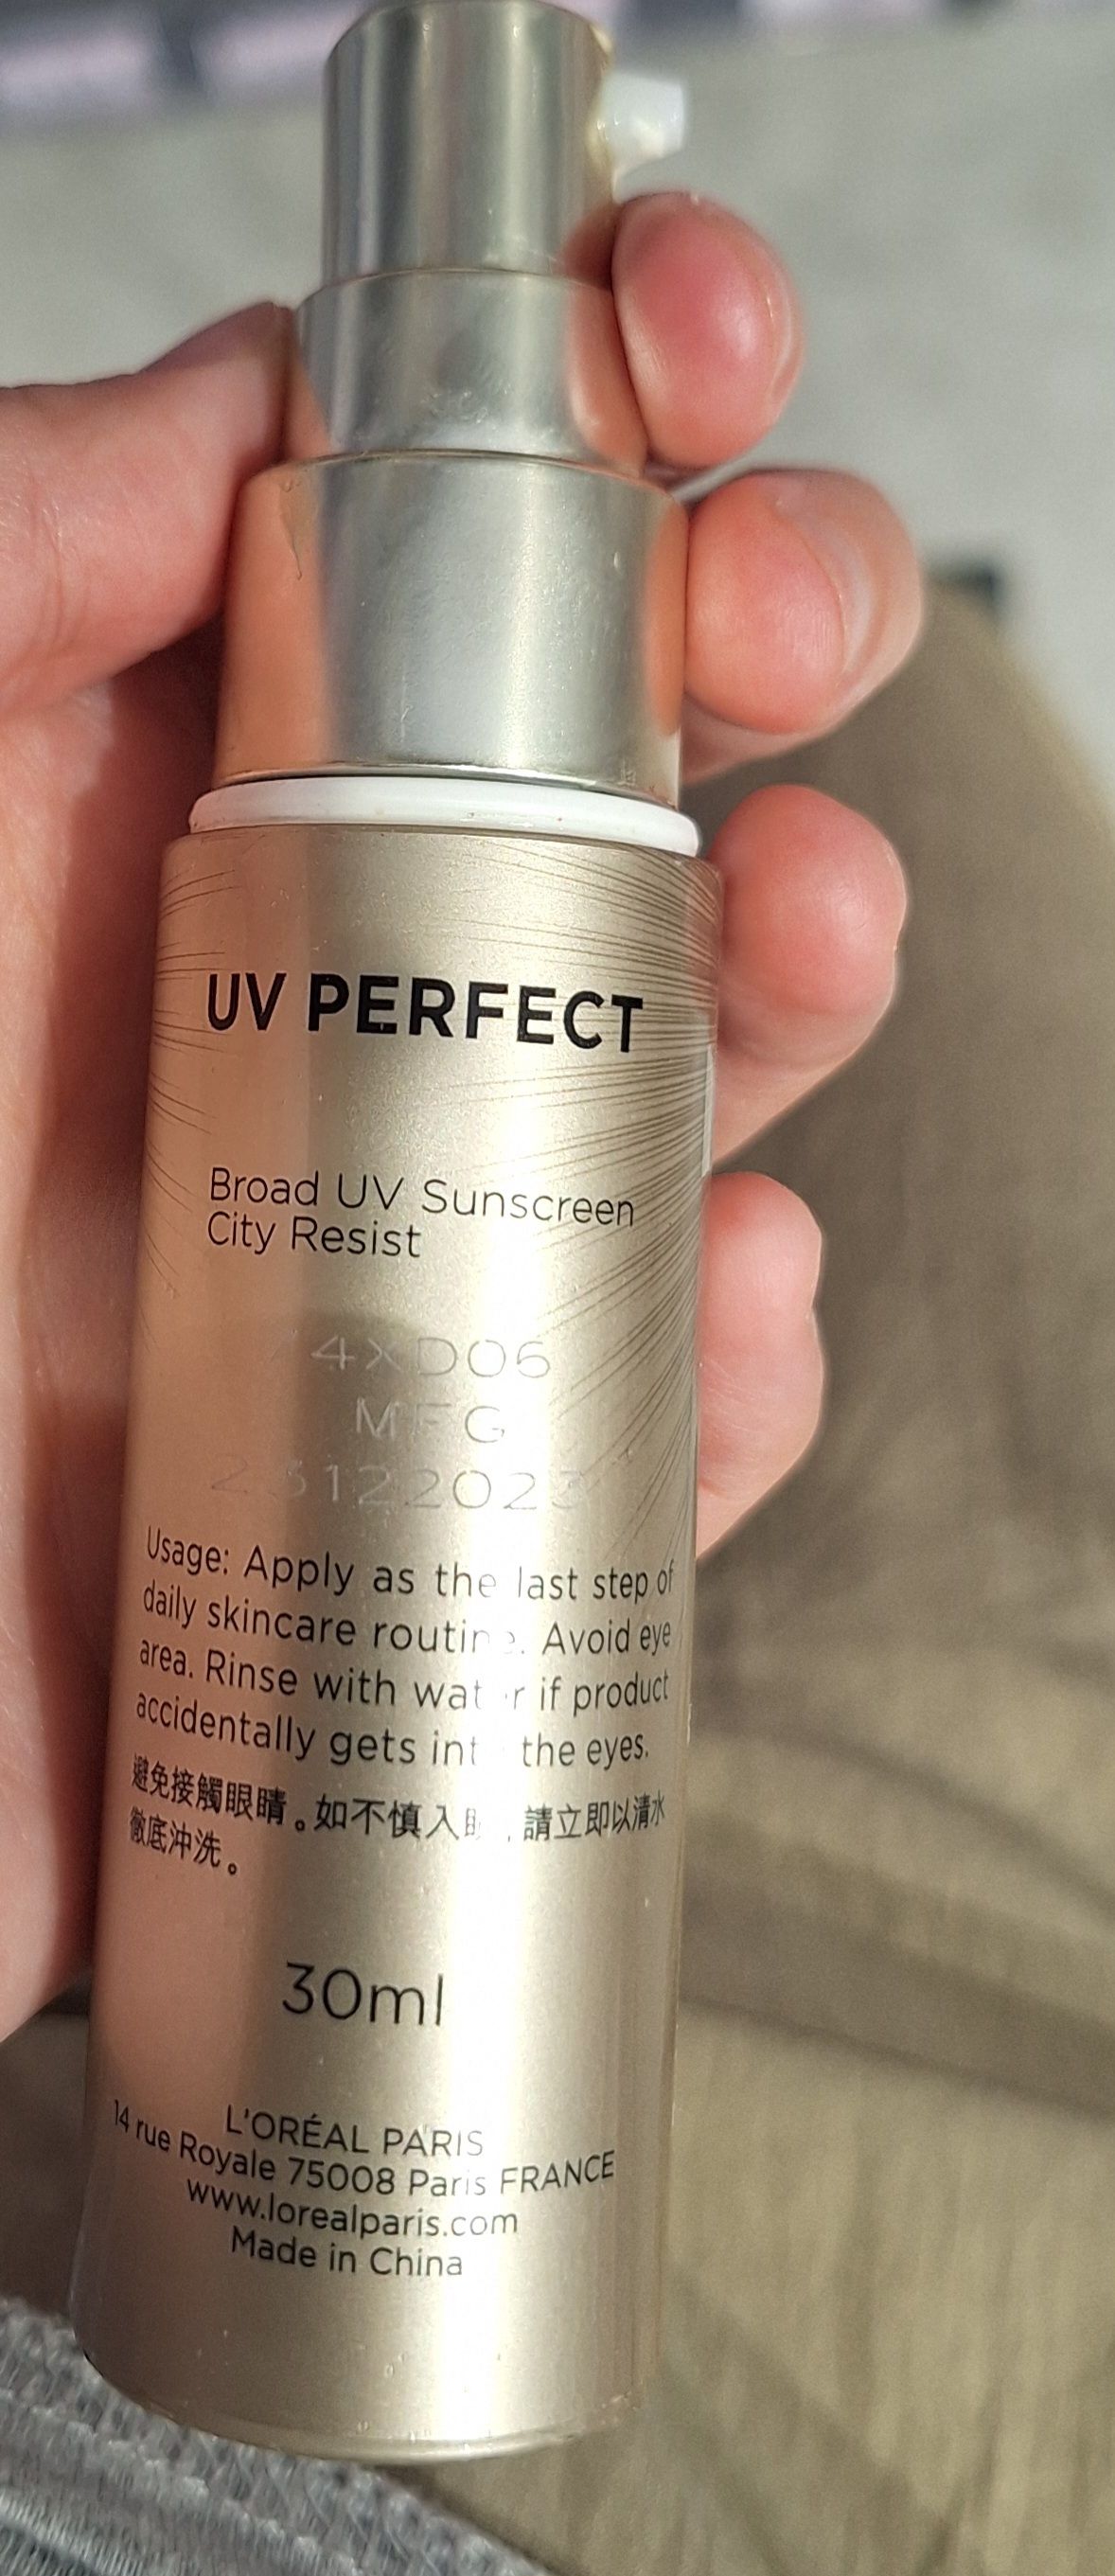 UV PERFECT
Broad UV Sunscreen
City Resist
4XD06
MFG
23122023
Usage: Apply as the last step of
daily skincare routine. Avoid eye
area. Rinse with water if product
accidentally gets into the eyes.
避免接觸眼睛。如不慎入眼,請立即以清水
徹底沖洗。
30ml
L'ORÉAL PARIS
14 rue Royale 75008 Paris FRANCE
www.lorealparis.com
Made in China